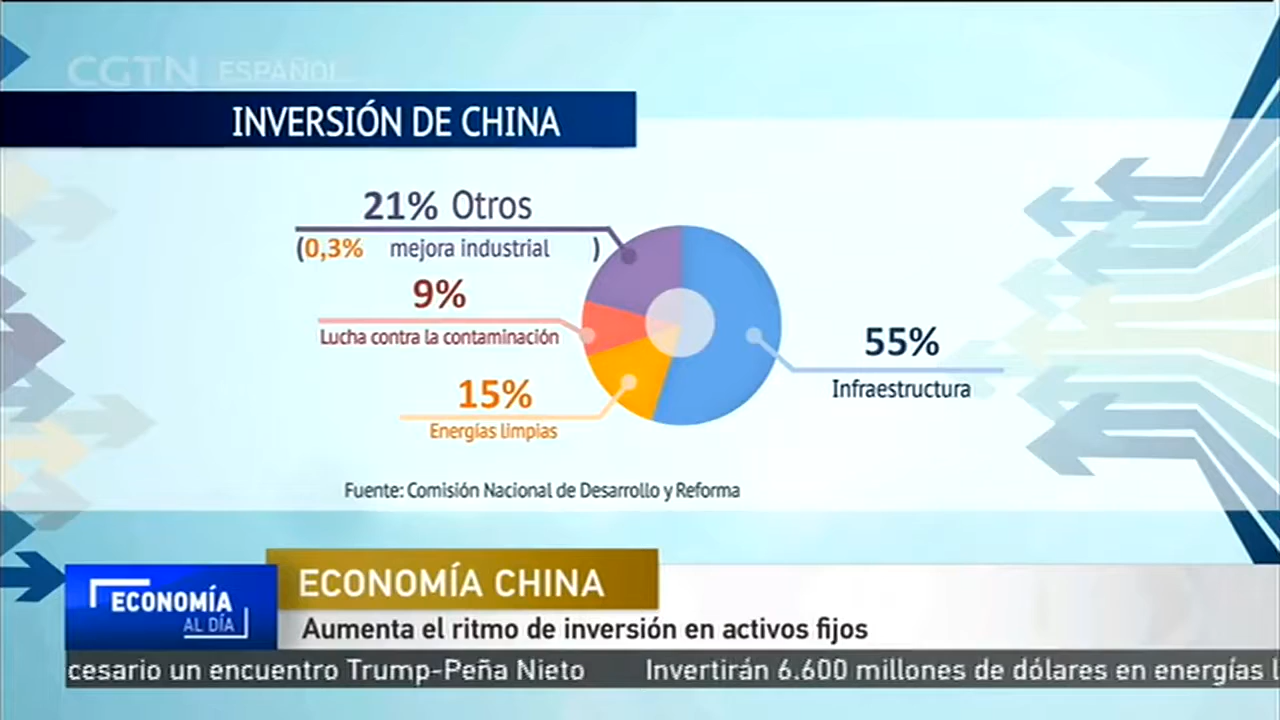 CGTN ESPAÑOL
INVERSIÓN DE CHINA
21% Otros
(0,3% mejora industrial )
9%
Lucha contra la contaminación
15%
Energías limpias
55%
Infraestructura
Fuente: Comisión Nacional de Desarrollo y Reforma
ECONOMÍA CHINA
ECONOMÍA
AL DÍA
Aumenta el ritmo de inversión en activos fijos
cesario un encuentro Trump-Peña Nieto Invertirán 6.600 millones de dólares en energías l